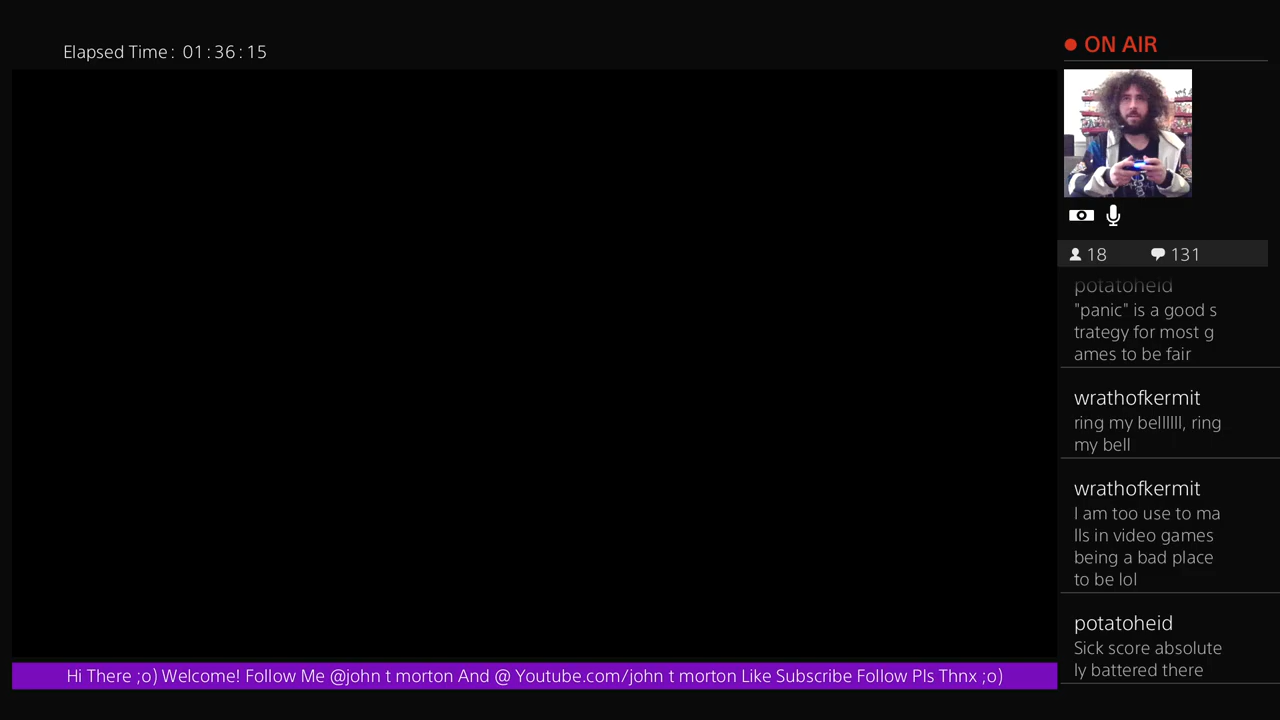 Elapsed Time: 01:36:15
ON AIR
18 131
potatoheid
"panic" is a good s
trategy for most g
ames to be fair
wrathofkermit
ring my bellllll, ring
my bell
wrathofkermit
I am too use to ma
lls in video games
being a bad place
to be lol
potatoheid
Sick score absolute
ly battered there
Hi There ;o) Welcome! Follow Me @john t morton And @ Youtube.com/john t morton Like Subscribe Follow Pls Thnx ;o)